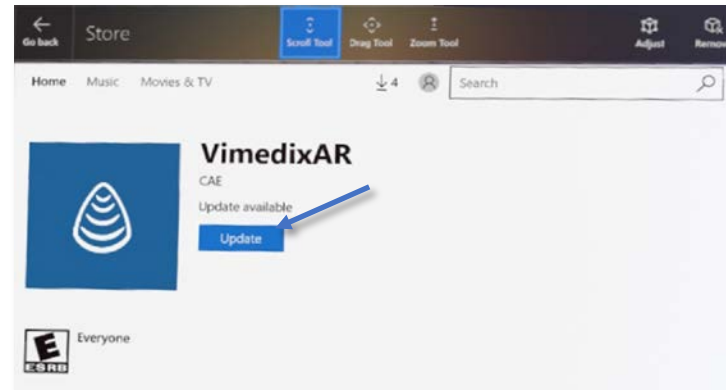 Go back
Store
Scroll Tool
Drag Tool
Zoom Tool
Adjust
Remov
Home
Music
Movies & TV
4
Search
VimedixAR
CAE
Update available
Update
E
ESRB
Everyone